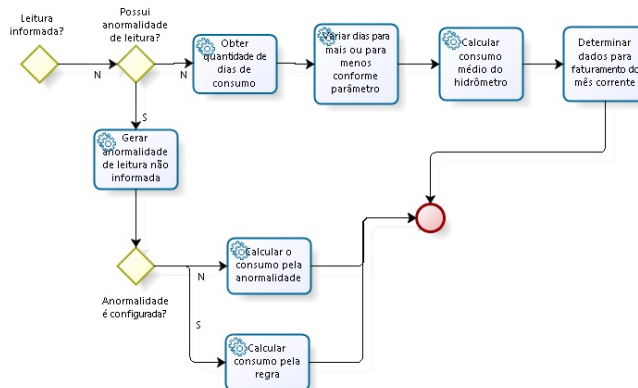 Leitura
informada?
Possui
anormalidade
de leitura?
N
N
S
Obter
quantidade de
dias de
consumo
Variar dias para
mais ou para
menos
conforme
parâmetro
Calcular
consumo
médo do
hidrômetro
Determinar
dados para
faturamento do
mês corrente
Gerar
anormalidade
de leitura não
informada
Anormalidade
é configurada?
N
S
Calcular o
consumo pela
anormalidade
Calcular
consumo pela
regra